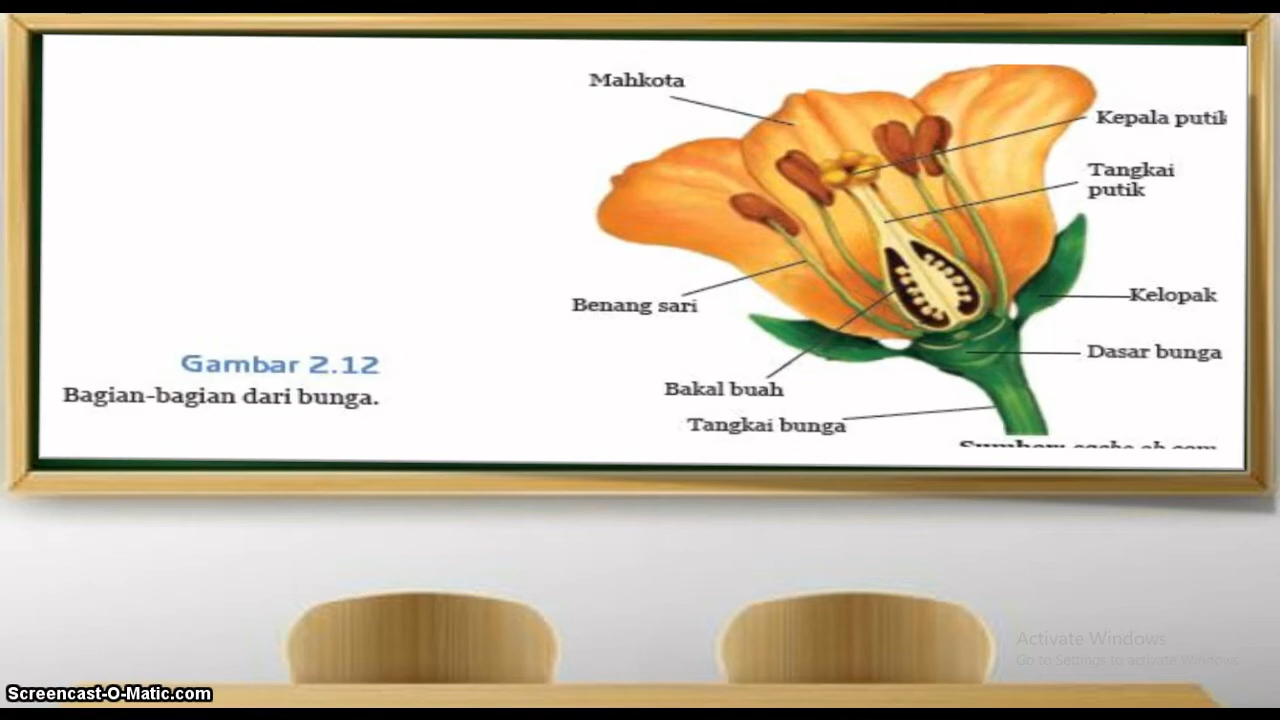 Mahkota
Kepala putik
Tangkai
putik
Benang sari
Kelopak
Dasar bunga
Gambar 2.12
Bagian-bagian dari bunga.
Bakal buah
Tangkai bunga
Activate Windows
Go to Settings to activate Windows.
Screencast-O-Matic.com